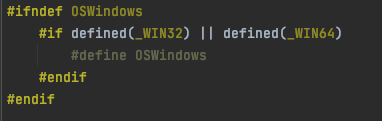 #ifndef OSWindows
#if defined(_WIN32) || defined(_WIN64)
#define OSWindows
#endif
#endif